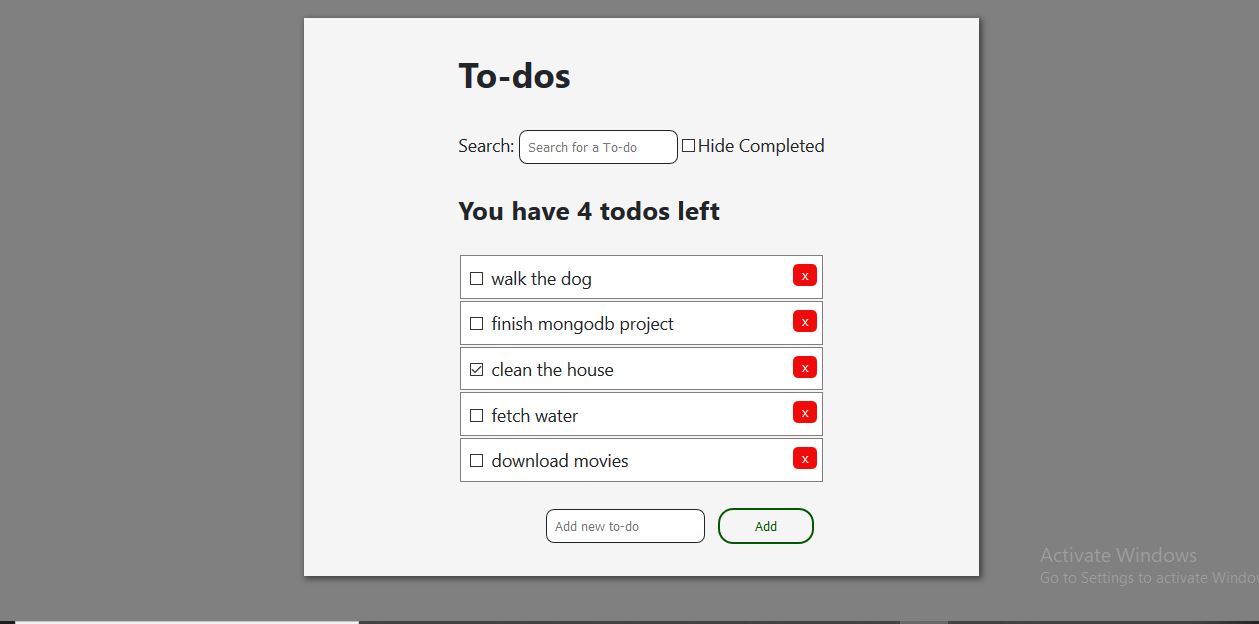 To-dos
Search: Search for a To-do Hide Completed
You have 4 todos left
walk the dog x
finish mongodb project x
clean the house x
fetch water x
download movies x
Add new to-do Add
Activate Windows
Go to Settings to activate Windo